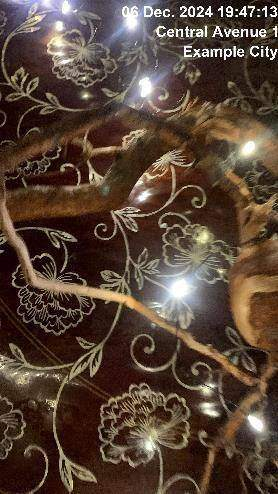 06 Dec. 2024 19:47:13
Central Avenue 1
Example City